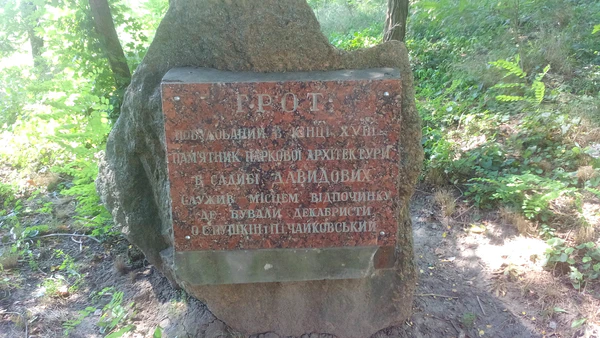 ГРОТ:
ПОБУДОВАНИЙ В КІНЦІ XVIII-
ПАМ'ЯТНИК ПАРКОВОЇ АРХІТЕКТУРИ
В САДИБІ ДАВИДОВИХ.
СЛУЖИВ МІСЦЕМ ВІДПОЧИНКУ,
ДЕ БУВАЛИ ДЕКАБРИСТИ
О.С.ПУШКІН І П.І.ЧАЙКОВСЬКИЙ